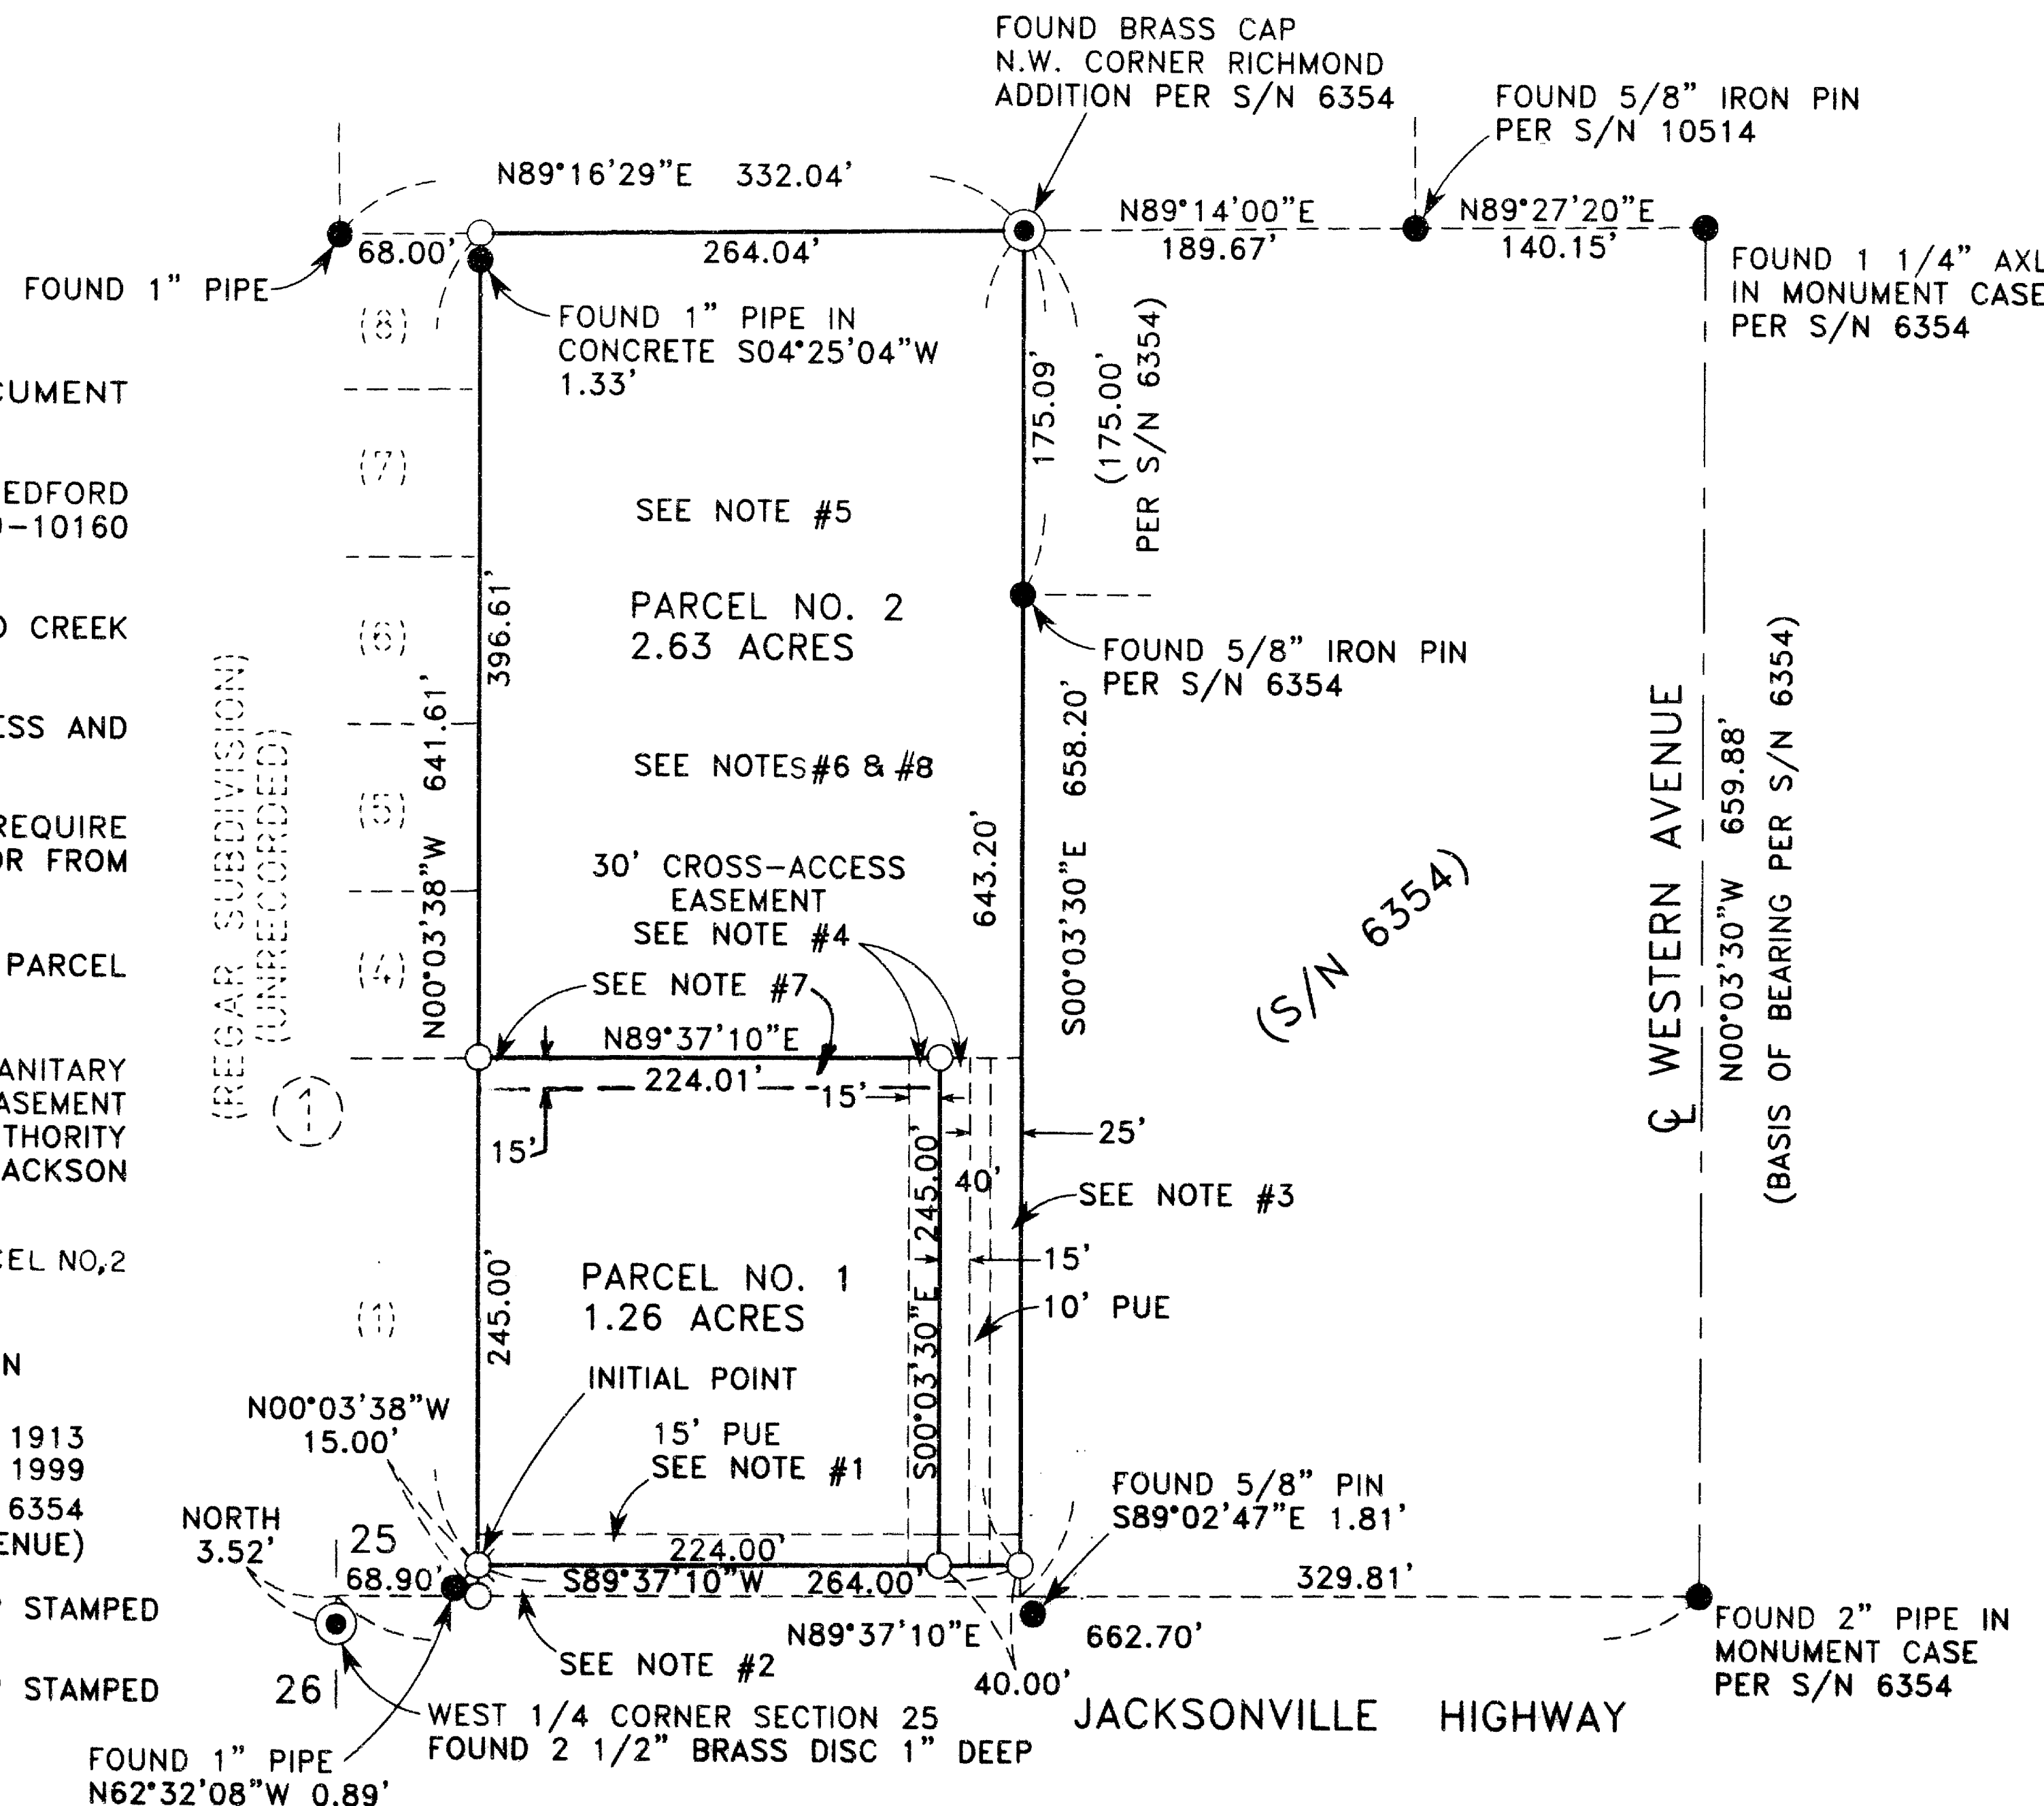 FOUND BRASS CAP
N.W. CORNER RICHMOND
ADDITION PER S/N 6354
FOUND 5/8" IRON PIN
PER S/N 10514
N89°16'29"E 332.04'
N89°14'00"E
189.67'
N89°27'20"E
140.15'
68.00'
264.04'
FOUND 1" PIPE
FOUND 1 1/4" AXL
IN MONUMENT CASE
PER S/N 6354
FOUND 1" PIPE IN
CONCRETE S04°25'04"W
1.33'
(8)
175.09'
(175.00')
PER S/N 6354)
CUMENT
(7)
EDFORD
-10160
SEE NOTE #5
396.61'
PARCEL NO. 2
2.63 ACRES
CREEK
(6)
FOUND 5/8" IRON PIN
PER S/N 6354
(REGAR SUBDIVISION)
(UNRECORDED)
N00°03'38"W 641.61'
ESS AND
SEE NOTES #6 & #8
(5)
REQUIRE
OR FROM
30' CROSS-ACCESS
EASEMENT
SEE NOTE #4
643.20'
S00°03'30"E 658.20'
(S/N 6354)
℄ WESTERN AVENUE
N00°03'30"W 659.88'
(BASIS OF BEARING PER S/N 6354)
PARCEL
(4)
SEE NOTE #7
N89°37'10"E
224.01'
15'
15'
25'
40'
ANITARY
ASEMENT
THORITY
ACKSON
1
S00°03'30"E 245.00'
SEE NOTE #3
15'
10' PUE
CEL NO,2
PARCEL NO. 1
1.26 ACRES
245.00'
(1)
N
INITIAL POINT
N00°03'38"W
15.00'
15' PUE
SEE NOTE #1
1913
1999
6354
ENUE)
NORTH
3.52'
25
68.90'
224.00'
S89°37'10"W 264.00'
FOUND 5/8" PIN
S89°02'47"E 1.81'
329.81'
STAMPED
N89°37'10"E 662.70'
FOUND 2" PIPE IN
MONUMENT CASE
PER S/N 6354
SEE NOTE #2
40.00'
STAMPED
26
WEST 1/4 CORNER SECTION 25
FOUND 2 1/2" BRASS DISC 1" DEEP
JACKSONVILLE HIGHWAY
FOUND 1" PIPE
N62°32'08"W 0.89'